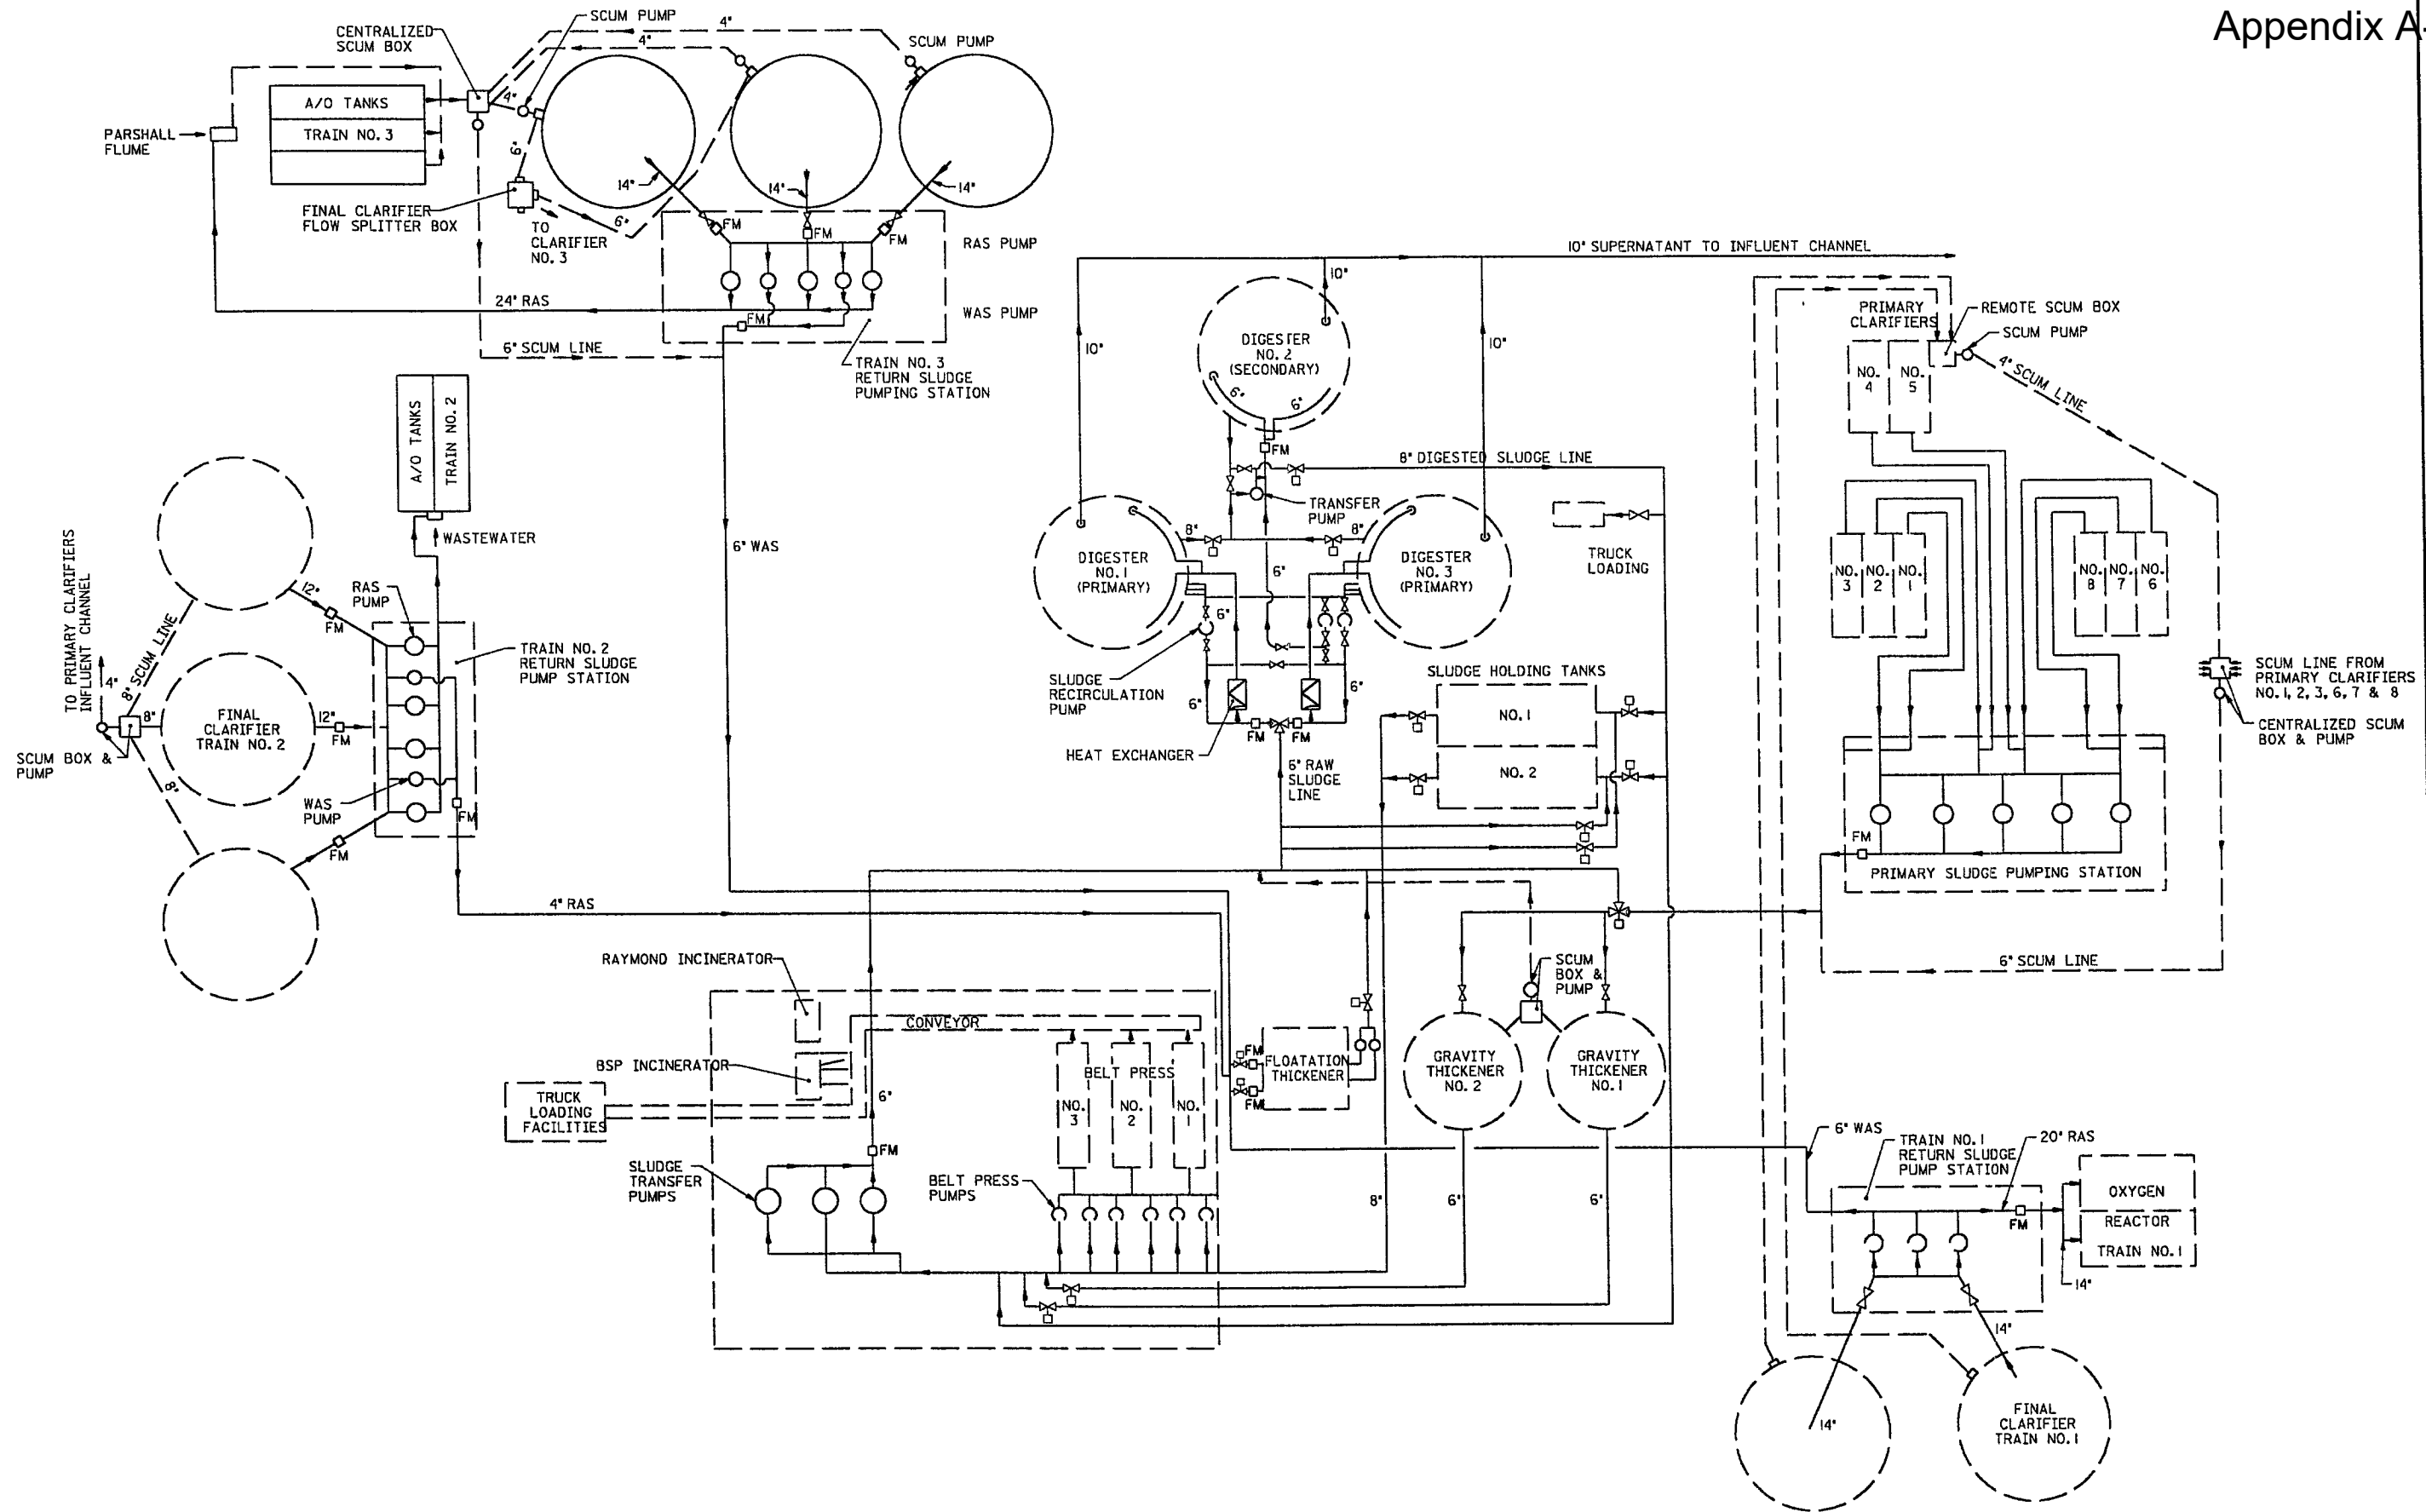 Appendix A-
SCUM PUMP
CENTRALIZED
SCUM BOX
4"
4"
SCUM PUMP
A/O TANKS
TRAIN NO. 3
4"
PARSHALL
FLUME
6"
14"
14"
14"
FINAL CLARIFIER
FLOW SPLITTER BOX
TO
CLARIFIER
NO. 3
6"
FM
FM
FM
RAS PUMP
WAS PUMP
24" RAS
FM
6" SCUM LINE
TRAIN NO. 3
RETURN SLUDGE
PUMPING STATION
10" SUPERNATANT TO INFLUENT CHANNEL
10"
10"
10"
DIGESTER
NO. 2
(SECONDARY)
6"
6"
FM
8" DIGESTED SLUDGE LINE
TRANSFER
PUMP
8"
8"
DIGESTER
NO. 1
(PRIMARY)
DIGESTER
NO. 3
(PRIMARY)
6"
6"
TRUCK
LOADING
SLUDGE
RECIRCULATION
PUMP
6"
6"
HEAT EXCHANGER
FM
FM
6" RAW
SLUDGE
LINE
SLUDGE HOLDING TANKS
NO. 1
NO. 2
PRIMARY
CLARIFIERS
REMOTE SCUM BOX
SCUM PUMP
NO.
4
NO.
5
4" SCUM LINE
NO.
3
NO.
2
NO.
1
NO.
8
NO.
7
NO.
6
SCUM LINE FROM
PRIMARY CLARIFIERS
NO. 1, 2, 3, 6, 7 & 8
CENTRALIZED SCUM
BOX & PUMP
FM
PRIMARY SLUDGE PUMPING STATION
6" SCUM LINE
A/O TANKS
TRAIN NO. 2
WASTEWATER
TO PRIMARY CLARIFIERS
INFLUENT CHANNEL
4"
8" SCUM LINE
12"
FM
RAS
PUMP
TRAIN NO. 2
RETURN SLUDGE
PUMP STATION
8"
FINAL
CLARIFIER
TRAIN NO. 2
12"
FM
SCUM BOX &
PUMP
8"
WAS
PUMP
FM
FM
6" WAS
4" RAS
RAYMOND INCINERATOR
BSP INCINERATOR
CONVEYOR
TRUCK
LOADING
FACILITIES
6"
FM
SLUDGE
TRANSFER
PUMPS
BELT PRESS
NO.
3
NO.
2
NO.
1
BELT PRESS
PUMPS
FM
FLOATATION
THICKENER
FM
SCUM
BOX &
PUMP
GRAVITY
THICKENER
NO. 2
GRAVITY
THICKENER
NO. 1
8"
6"
6"
6" WAS
TRAIN NO. 1
RETURN SLUDGE
PUMP STATION
20" RAS
FM
OXYGEN
REACTOR
TRAIN NO. 1
14"
14"
14"
FINAL
CLARIFIER
TRAIN NO. 1